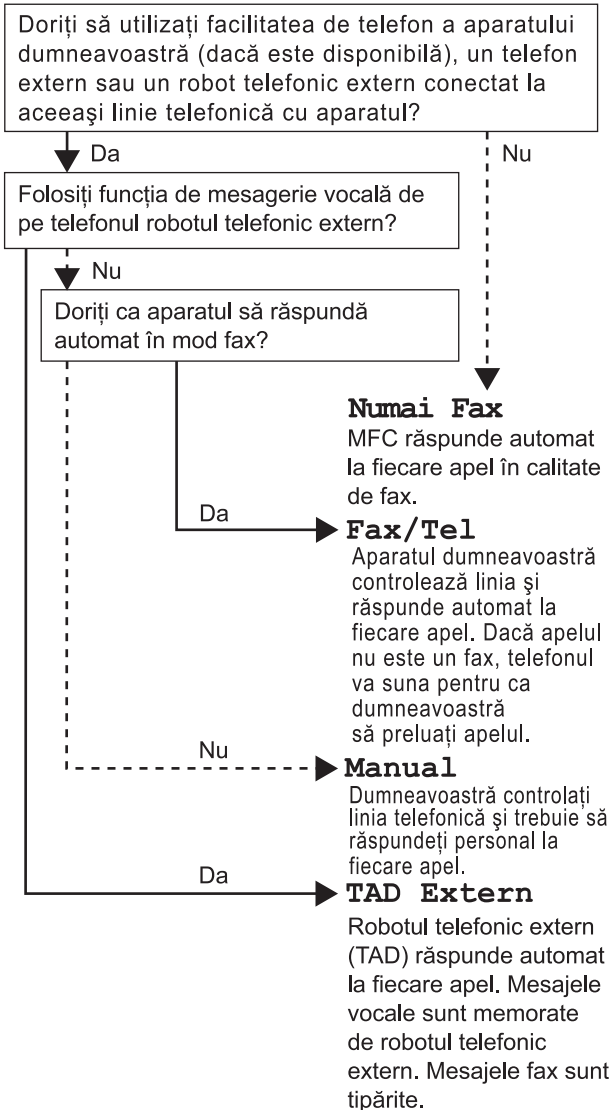 Doriți să utilizați facilitatea de telefon a aparatului
dumneavoastră (dacă este disponibilă), un telefon
extern sau un robot telefonic extern conectat la
aceeaşi linie telefonică cu aparatul?
Da
Nu
Folosiți funcția de mesagerie vocală de
pe telefonul robotul telefonic extern?
Nu
Doriți ca aparatul să răspundă
automat în mod fax?
Numai Fax
MFC răspunde automat
la fiecare apel în calitate
de fax.
Da
Fax/Tel
Aparatul dumneavoastră
controlează linia şi
răspunde automat la
fiecare apel. Dacă apelul
nu este un fax, telefonul
va suna pentru ca
dumneavoastră
să preluați apelul.
Nu
Manual
Dumneavoastră controlați
linia telefonică şi trebuie să
răspundeți personal la
fiecare apel.
Da
TAD Extern
Robotul telefonic extern
(TAD) răspunde automat
la fiecare apel. Mesajele
vocale sunt memorate
de robotul telefonic
extern. Mesajele fax sunt
tipărite.